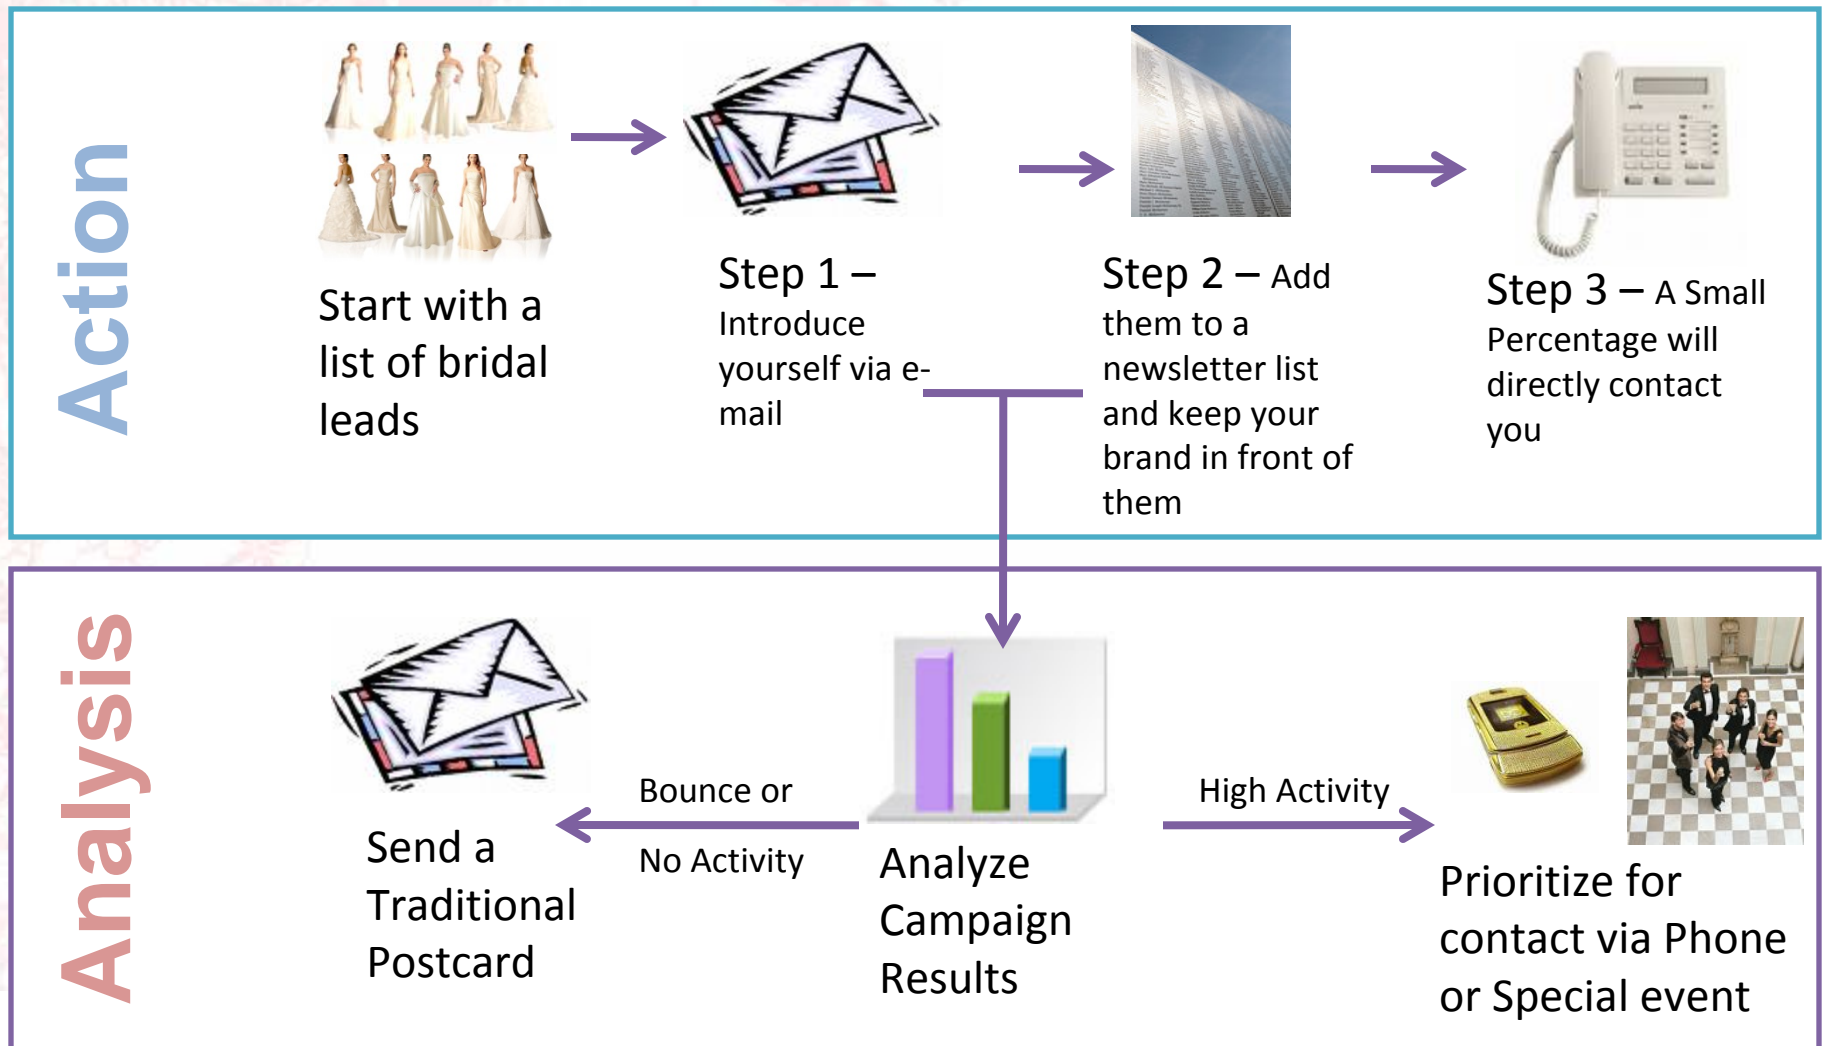 Action
Start with a
list of bridal
leads
Step 1 –
Introduce
yourself via e-
mail
Step 2 – Add
them to a
newsletter list
and keep your
brand in front of
them
Step 3 – A Small
Percentage will
directly contact
you
Analysis
Send a
Traditional
Postcard
Bounce or
No Activity
Analyze
Campaign
Results
High Activity
Prioritize for
contact via Phone
or Special event